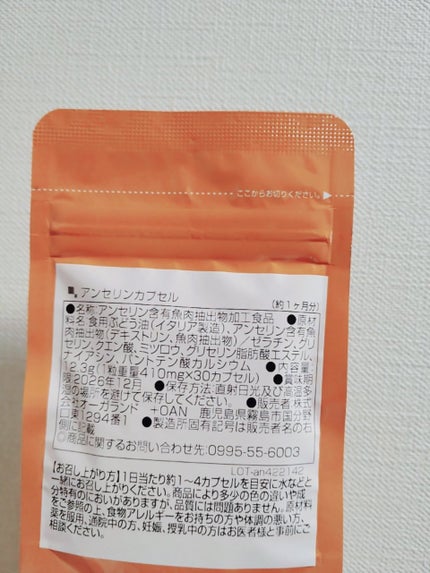 ここからお切りください。
アンセリンカプセル
(約1ヶ月分)
●名称:アンセリン含有魚肉抽出物加工食品 ●原材
料名:食用ぶどう油(イタリア製造)、アンセリン含有魚
肉抽出物(デキストリン、魚肉抽出物)/ゼラチン、グリ
セリン、クエン酸、ミツロウ、グリセリン脂肪酸エステル、
ナイアシン、パントテン酸カルシウム ●内容量:
12.3g(1粒重量410mg×30カプセル) ●賞味期
限:2026年12月 ●保存方法:直射日光及び高温多
湿の場所を避けて保存してください。 ●販売者:株式
会社オーガランド +OAN 鹿児島県霧島市国分野
口東1294番1 ●製造所固有記号は販売者名の右
側に記載
◎商品に関するお問い合わせ先:0995-55-6003
LOT-an422142
【お召し上がり方】1日当たり約1～4カプセルを目安に水などと
一緒にお召し上がりください。商品により多少の色の違いや成
分特有のにおいがありますが、品質には問題ありません。原材料
をご参照の上、食物アレルギーをお持ちの方や体調の悪い方、
薬を服用、通院中の方、妊娠、授乳中の方はお医者様と事前にご
相談ください。